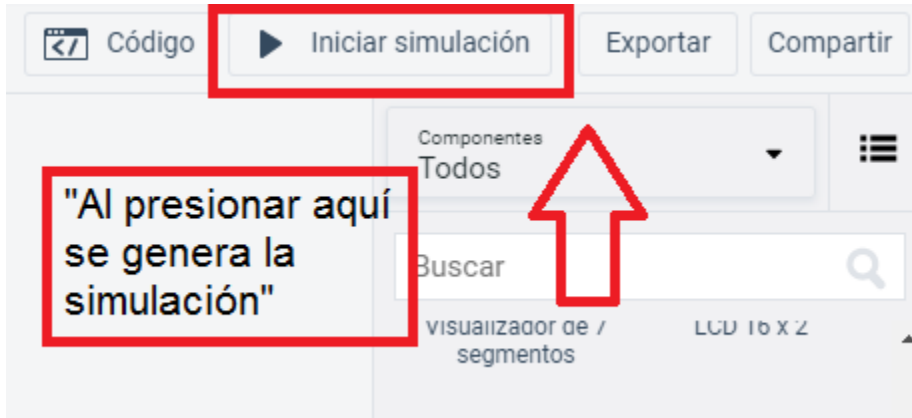 Código
Iniciar simulación
Exportar
Compartir
Componentes
Todos
"Al presionar aquí
se genera la
simulación"
Buscar
Visualizador de 7
segmentos
LCD 16 x 2